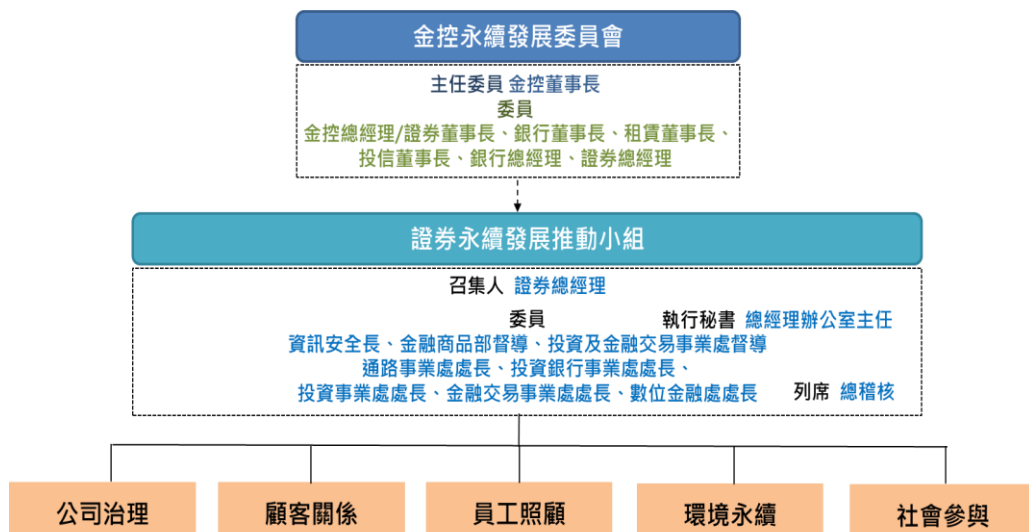 金控永續發展委員會
主任委員 金控董事長
委員
金控總經理/證券董事長、銀行董事長、租賃董事長、
投信董事長、銀行總經理、證券總經理
證券永續發展推動小組
召集人 證券總經理
委員
執行秘書 總經理辦公室主任
資訊安全長、金融商品部督導、投資及金融交易事業處督導
通路事業處處長、投資銀行事業處處長、
投資事業處處長、金融交易事業處處長、數位金融處處長
列席 總稽核
公司治理
顧客關係
員工照顧
環境永續
社會參與